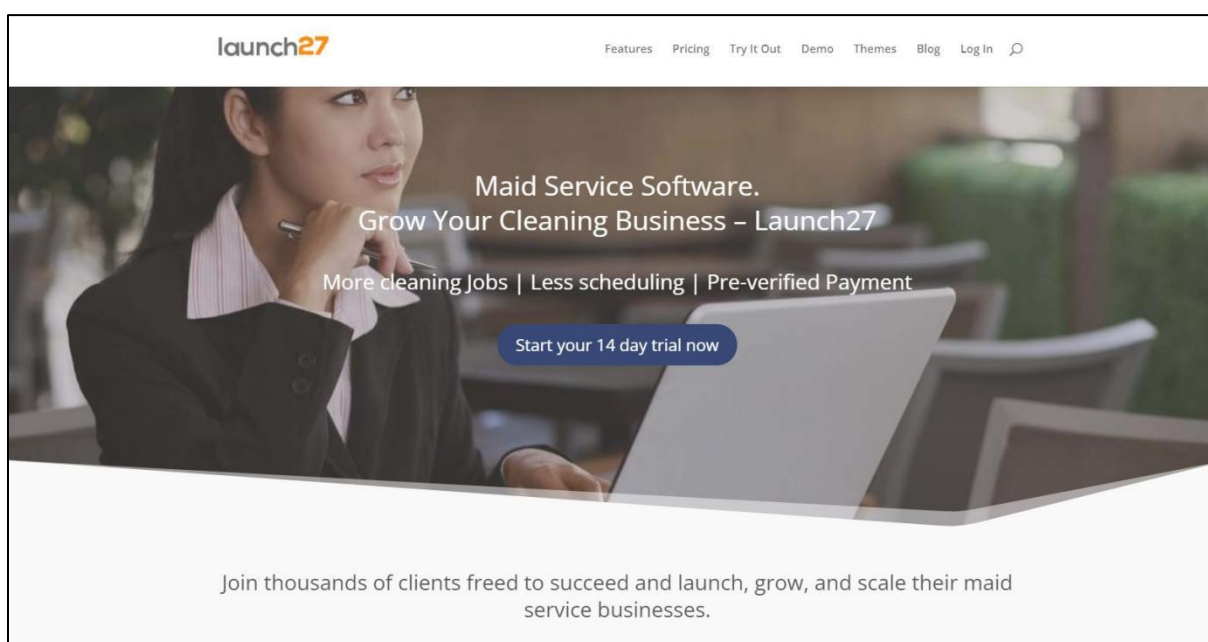 launch27
Features Pricing Try It Out Demo Themes Blog Log In
Maid Service Software.
Grow Your Cleaning Business – Launch27
More cleaning Jobs | Less scheduling | Pre-verified Payment
Start your 14 day trial now
Join thousands of clients freed to succeed and launch, grow, and scale their maid
service businesses.